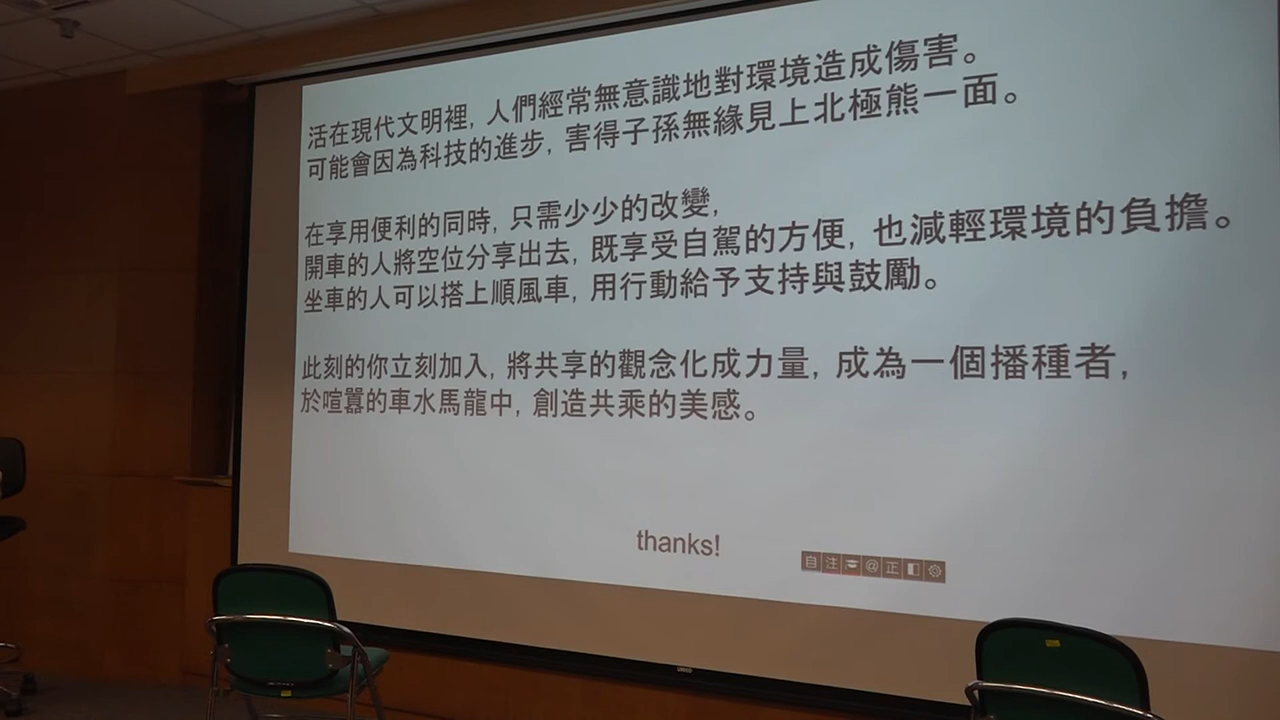 活在現代文明裡, 人們經常無意識地對環境造成傷害。
可能會因為科技的進步, 害得子孫無緣見上北極熊一面。
在享用便利的同時, 只需少少的改變,
開車的人將空位分享出去, 既享受自駕的方便, 也減輕環境的負擔。
坐車的人可以搭上順風車, 用行動給予支持與鼓勵。
此刻的你立刻加入, 將共享的觀念化成力量, 成為一個播種者,
於喧囂的車水馬龍中, 創造共乘的美感。
thanks!
自注@正